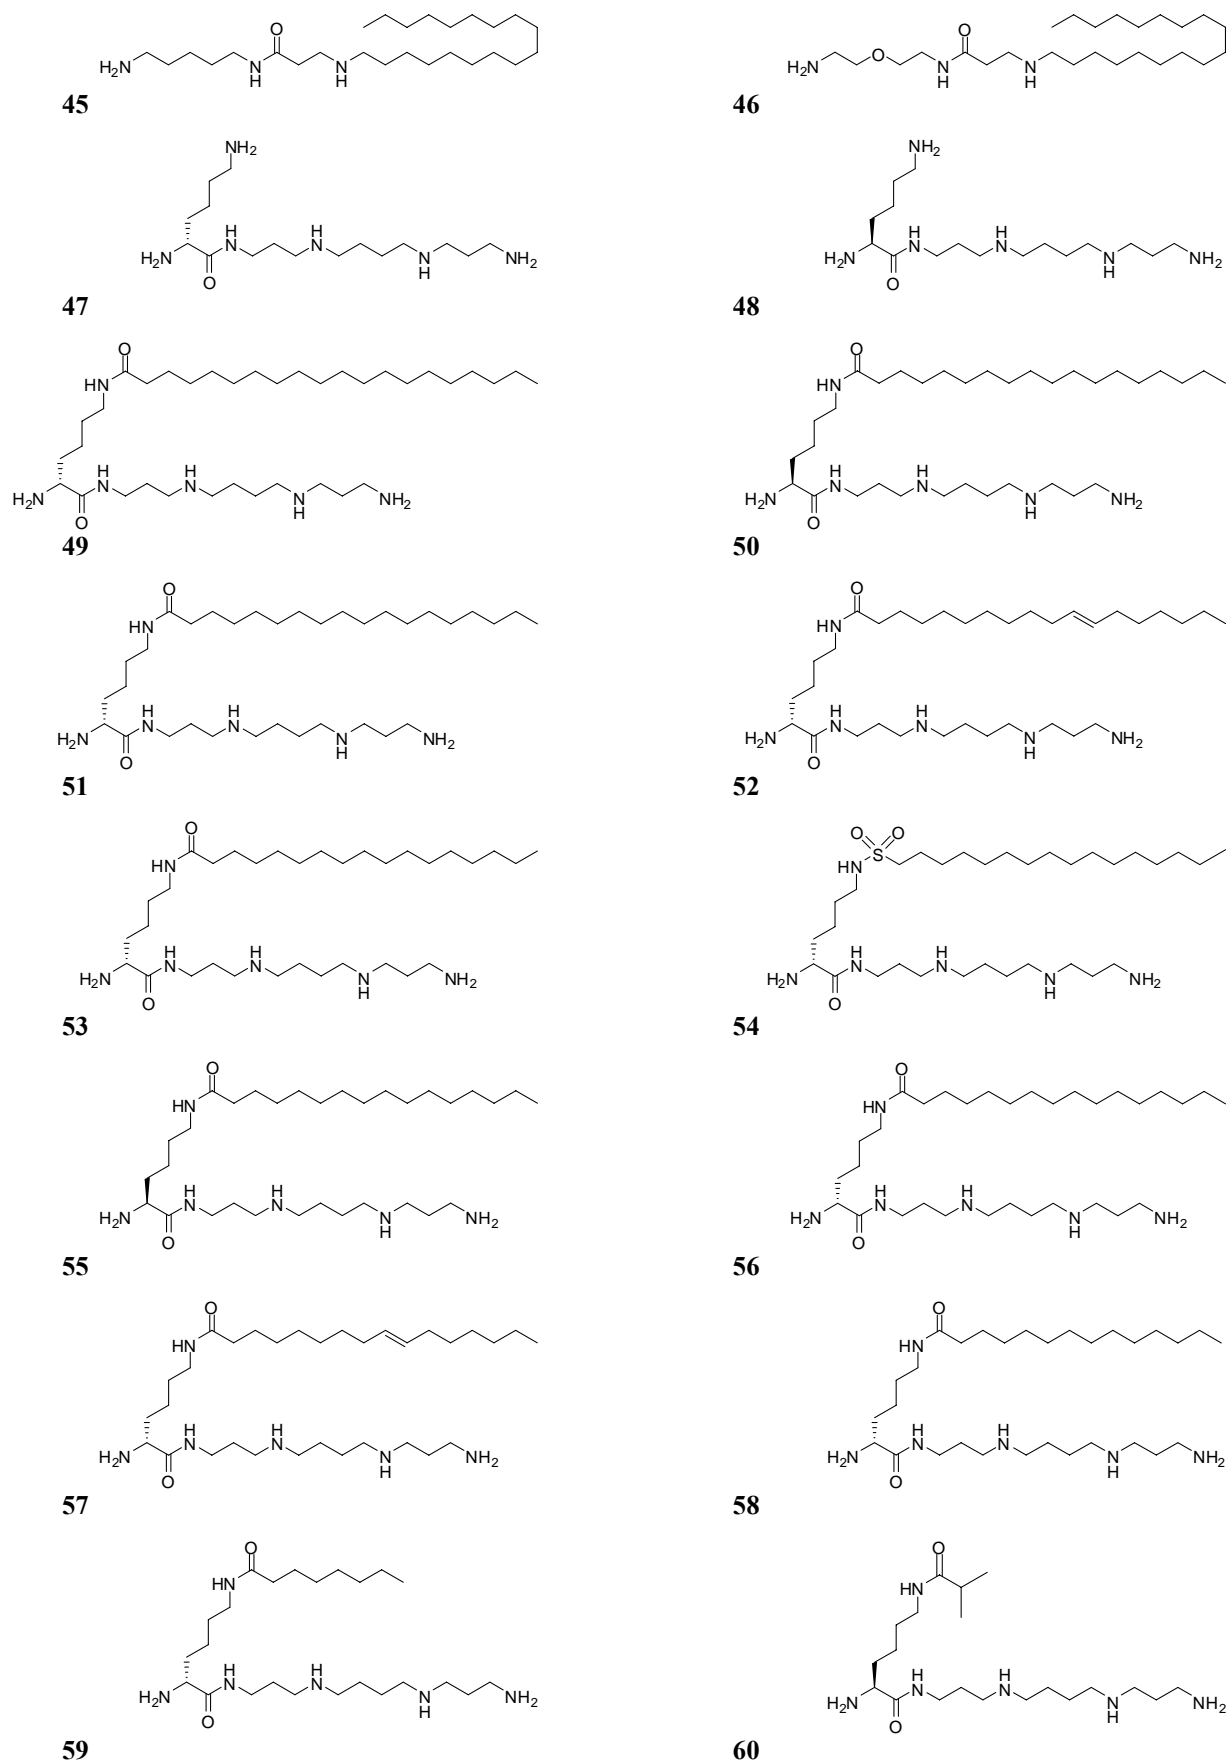 O
H2N N H N H
45
O
H2N O N H N H
46
NH2
H N H N
H2N O N H NH2
47
NH2
H N H N
H2N O N H NH2
48
O
HN
H N H N
H2N O N H NH2
49
O
HN
H N H N
H2N O N H NH2
50
O
HN
H N H N
H2N O N H NH2
51
O
HN
H N H N
H2N O N H NH2
52
O
HN
H N H N
H2N O N H NH2
53
O O
HN S
H N H N
H2N O N H NH2
54
O
HN
H N H N
H2N O N H NH2
55
O
HN
H N H N
H2N O N H NH2
56
O
HN
H N H N
H2N O N H NH2
57
O
HN
H N H N
H2N O N H NH2
58
O
HN
H N H N
H2N O N H NH2
59
O
HN
H N H N
H2N O N H NH2
60